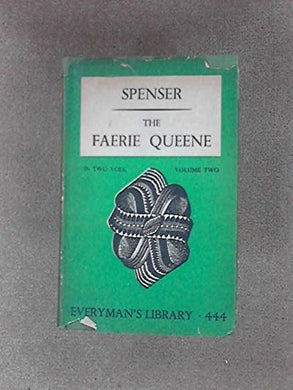 SPENSER
THE
FAERIE QUEENE
IN TWO VOLS. VOLUME TWO
EVERYMAN'S LIBRARY · 444